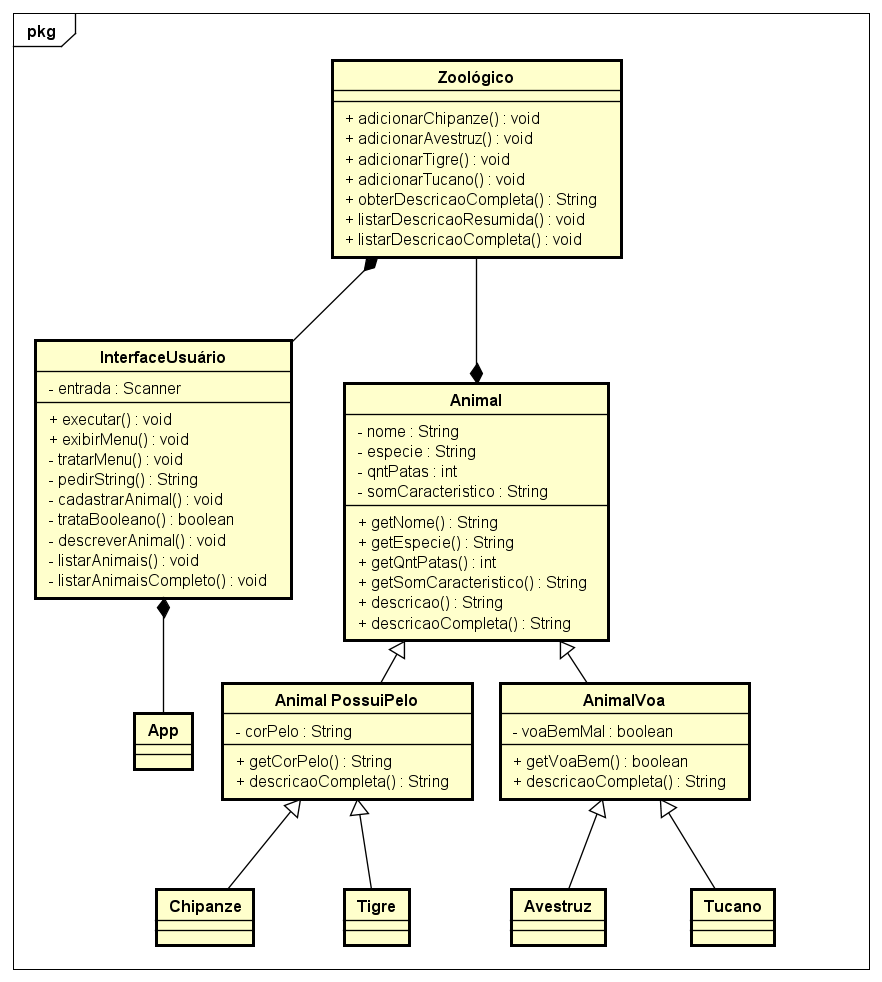 pkg
Zoológico
+ adicionarChipanze() : void
+ adicionarAvestruz() : void
+ adicionarTigre() : void
+ adicionarTucano() : void
+ obterDescricaoCompleta() : String
+ listarDescricaoResumida() : void
+ listarDescricaoCompleta() : void
InterfaceUsuário
- entrada : Scanner
+ executar() : void
+ exibirMenu() : void
- tratarMenu() : void
- pedirString() : String
- cadastrarAnimal() : void
- trataBooleano() : boolean
- descreverAnimal() : void
- listarAnimais() : void
- listarAnimaisCompleto() : void
Animal
- nome : String
- especie : String
- qntPatas : int
- somCaracteristico : String
+ getNome() : String
+ getEspecie() : String
+ getQntPatas() : int
+ getSomCaracteristico() : String
+ descricao() : String
+ descricaoCompleta() : String
App
Animal PossuiPelo
- corPelo : String
+ getCorPelo() : String
+ descricaoCompleta() : String
AnimalVoa
- voaBemMal : boolean
+ getVoaBem() : boolean
+ descricaoCompleta() : String
Chipanze
Tigre
Avestruz
Tucano